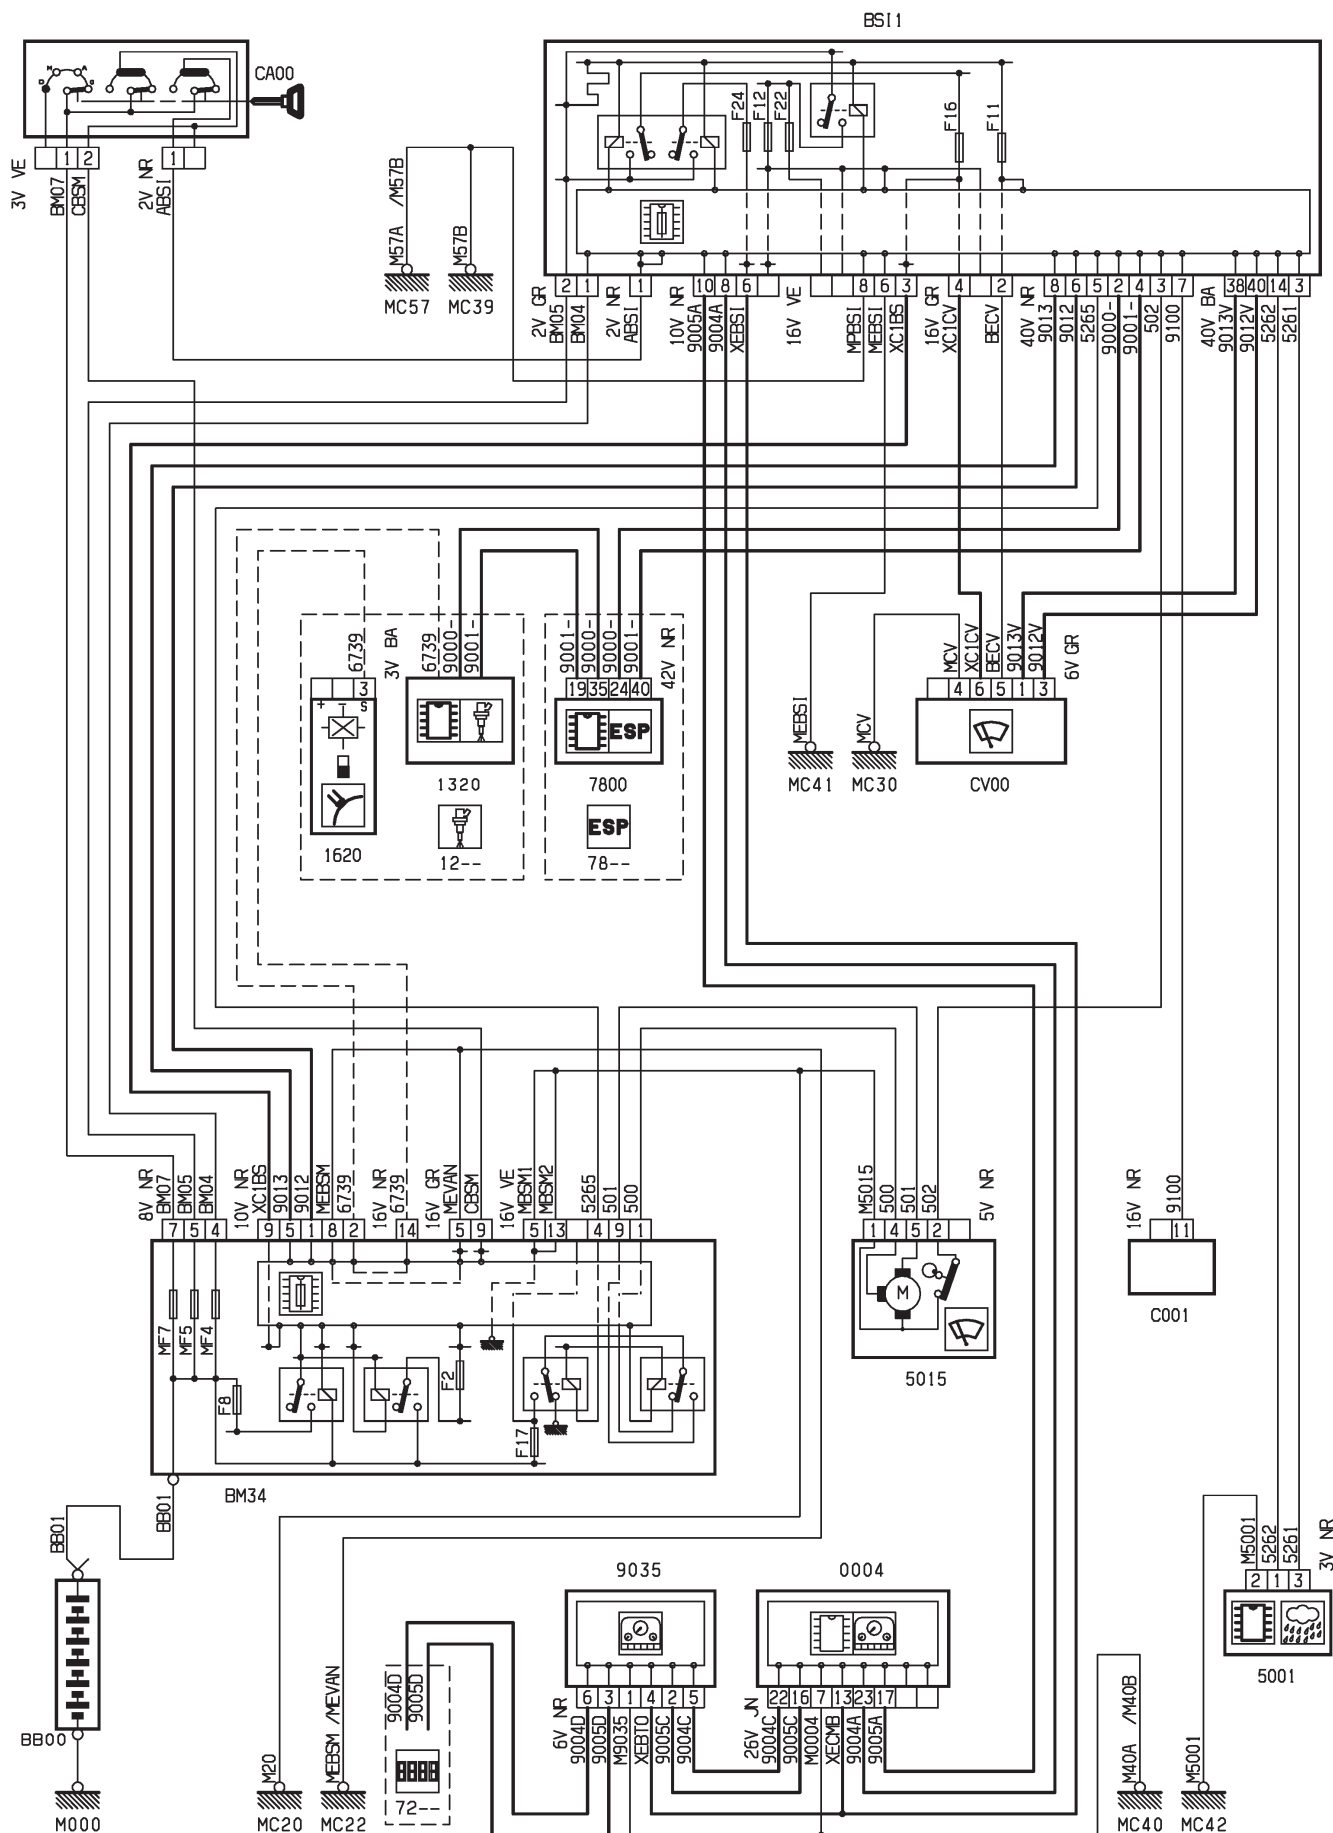 BSI1
CA00
M
A
D
G
1
2
1
3V VE
BM07
CBSM
2V NR
ABSI
M57A /M57B
M57B
MC57
MC39
F24
F12
F22
F16
F11
2
1
1
10
8
6
8
6
3
4
2
8
6
5
2
4
3
7
38
40
14
3
2V GR
BM05
BM04
2V NR
ABSI
10V NR
9005A
9004A
XEBSI
16V VE
MPBSI
MEBSI
XC1BS
16V GR
XC1CV
BECV
40V NR
9013
9012
5265
9000-
9001-
502
9100
40V BA
9013V
9012V
5262
5261
6739
3V BA
6739
9000-
9001-
9001-
9000-
9000-
9001-
42V NR
3
+
-
S
19
35
24
40
ESP
1620
1320
12--
7800
ESP
78--
MEBSI
MC41
MCV
MC30
MCV
XC1CV
BECV
9013V
9012V
6V GR
4
6
5
1
3
CV00
8V NR
BM07
BM05
BM04
10V NR
XC1BS
9013
9012
MEBSM
6739
16V NR
6739
16V GR
MEVAN
CBSM
16V VE
MBSM1
MBSM2
5265
501
500
7
5
4
9
5
1
8
2
14
5
9
5
13
4
9
1
MF7
MF5
MF4
F8
F2
F17
BM34
M5015
500
501
502
5V NR
1
4
5
2
M
5015
16V NR
9100
11
C001
BB01
BB01
BB00
M000
M20
MC20
MEBSM /MEVAN
MC22
9004D
9005D
72--
9035
6
3
1
4
2
5
6V NR
9004D
9005D
M9035
XEBTO
9005C
9004C
0004
22
16
7
13
23
17
26V JN
9004C
9005C
M0004
XECMB
9004A
9005A
M40A /M40B
MC40
M5001
MC42
M5001
5262
5261
3V NR
2
1
3
5001